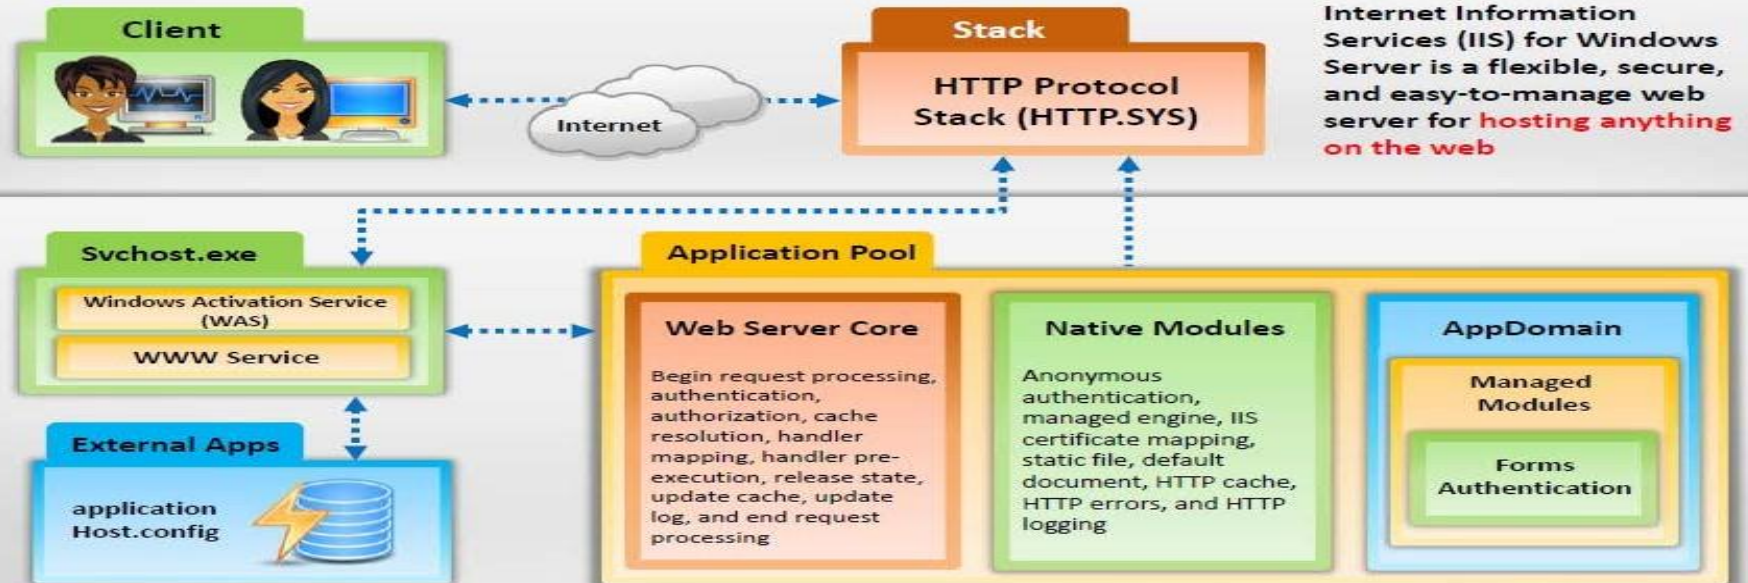 Client
Internet
Stack
HTTP Protocol
Stack (HTTP.SYS)
Internet Information
Services (IIS) for Windows
Server is a flexible, secure,
and easy-to-manage web
server for hosting anything
on the web
Svchost.exe
Windows Activation Service
(WAS)
WWW Service
External Apps
application
Host.config
Application Pool
Web Server Core
Begin request processing,
authentication,
authorization, cache
resolution, handler
mapping, handler pre-
execution, release state,
update cache, update
log, and end request
processing
Native Modules
Anonymous
authentication,
managed engine, IIS
certificate mapping,
static file, default
document, HTTP cache,
HTTP errors, and HTTP
logging
AppDomain
Managed
Modules
Forms
Authentication